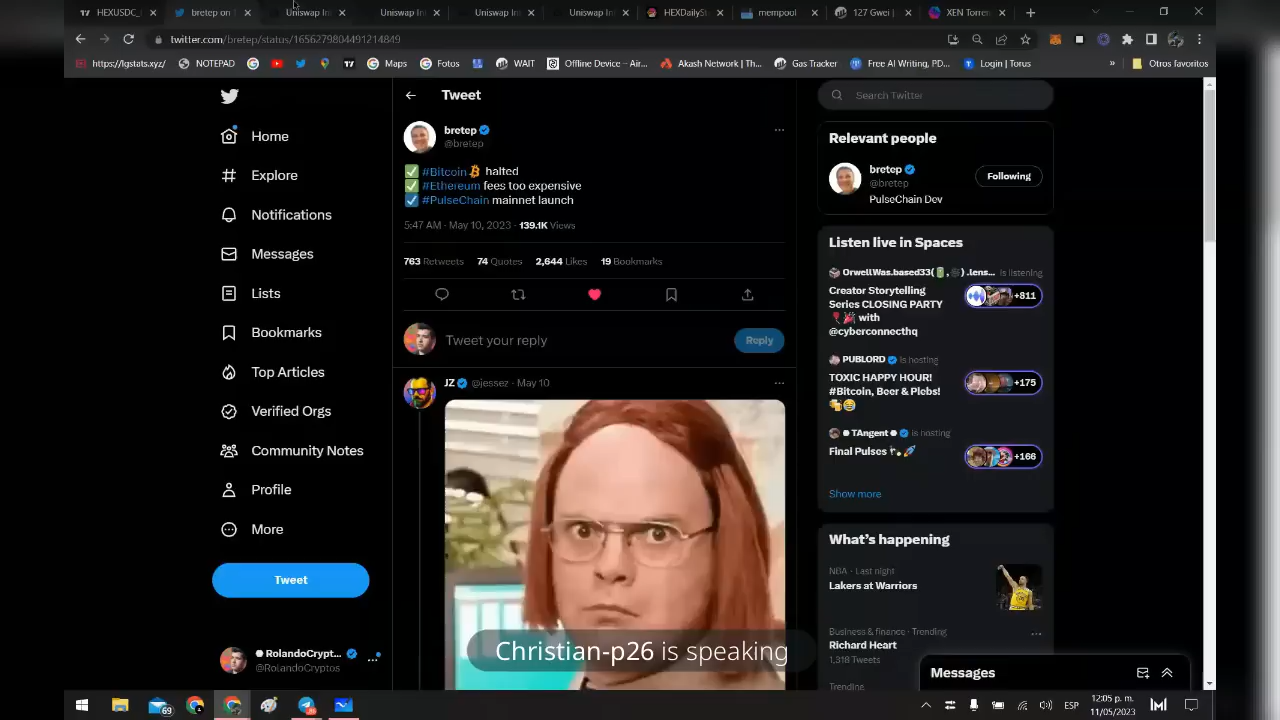 HEXUSDC_
bretep on
Uniswap In
Uniswap In
Uniswap In
Uniswap In
HEXDailySt
mempool
127 Gwei |
XEN Torren
twitter.com/bretep/status/1656279804491214849
https://lgstats.xyz/
NOTEPAD
Maps
Fotos
WAIT
Offline Device – Air...
Akash Network | Th...
Gas Tracker
Free AI Writing, PD...
Login | Torus
»
Otros favoritos
Tweet
Search Twitter
Home
Explore
Notifications
Messages
Lists
Bookmarks
Top Articles
Verified Orgs
Community Notes
Profile
More
Tweet
RolandoCrypt...
@RolandoCryptos
bretep
@bretep
✅ #Bitcoin halted
✅ #Ethereum fees too expensive
☑️ #PulseChain mainnet launch
5:47 AM · May 10, 2023 · 139.1K Views
763 Retweets 74 Quotes 2,644 Likes 19 Bookmarks
Tweet your reply
Reply
JZ @jessez · May 10
Christian-p26 is speaking
Relevant people
bretep
@bretep
Following
PulseChain Dev
Listen live in Spaces
OrwellWas.based33(🔋,⚛).lens... is listening
Creator Storytelling
Series CLOSING PARTY
🎈🎉 with
@cyberconnecthq
+811
PUBLORD is hosting
TOXIC HAPPY HOUR!
#Bitcoin, Beer & Plebs!
+175
TAngent is hosting
Final Pulses
+166
Show more
What's happening
NBA · Last night
Lakers at Warriors
Business & finance · Trending
Richard Heart
1,318 Tweets
Trending
Messages
69
ESP
12:05 p. m.
11/05/2023